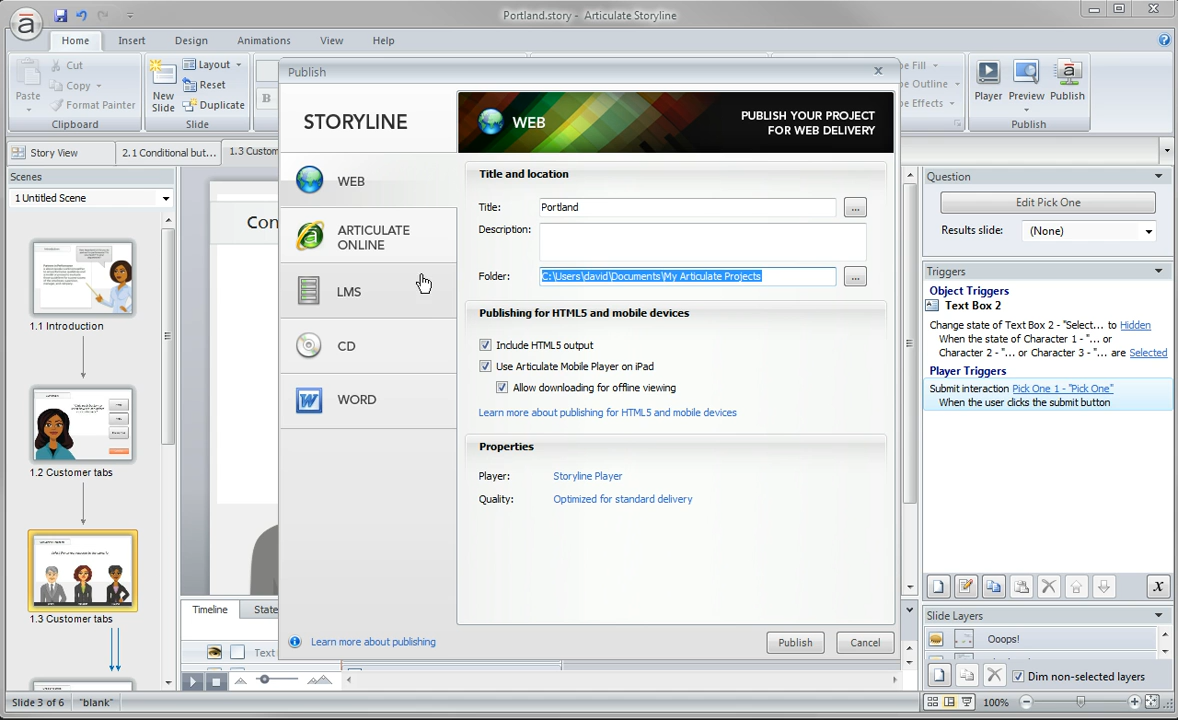 Portland.story - Articulate Storyline
Home
Insert
Design
Animations
View
Help
Paste
Cut
Copy
Format Painter
Clipboard
New
Slide
Layout
Reset
Duplicate
Slide
B
pe Fill
pe Outline
pe Effects
Player
Preview
Publish
Publish
Story View
2.1 Conditional but...
1.3 Custom
Scenes
1 Untitled Scene
1.1 Introduction
1.2 Customer tabs
1.3 Customer tabs
Con
Publish
STORYLINE
WEB
ARTICULATE
ONLINE
LMS
CD
WORD
Learn more about publishing
WEB
PUBLISH YOUR PROJECT
FOR WEB DELIVERY
Title and location
Title:
Portland
...
Description:
Folder:
C:\Users\david\Documents\My Articulate Projects
...
Publishing for HTML5 and mobile devices
Include HTML5 output
Use Articulate Mobile Player on iPad
Allow downloading for offline viewing
Learn more about publishing for HTML5 and mobile devices
Properties
Player:
Storyline Player
Quality:
Optimized for standard delivery
Publish
Cancel
Timeline
State
Text
Question
Edit Pick One
Results slide:
(None)
Triggers
Object Triggers
Text Box 2
Change state of Text Box 2 - "Select... to Hidden
When the state of Character 1 - "... or
Character 2 - "... or Character 3 - "... are Selected
Player Triggers
Submit interaction Pick One 1 - "Pick One"
When the user clicks the submit button
x
Slide Layers
Ooops!
Dim non-selected layers
Slide 3 of 6
"blank"
100%